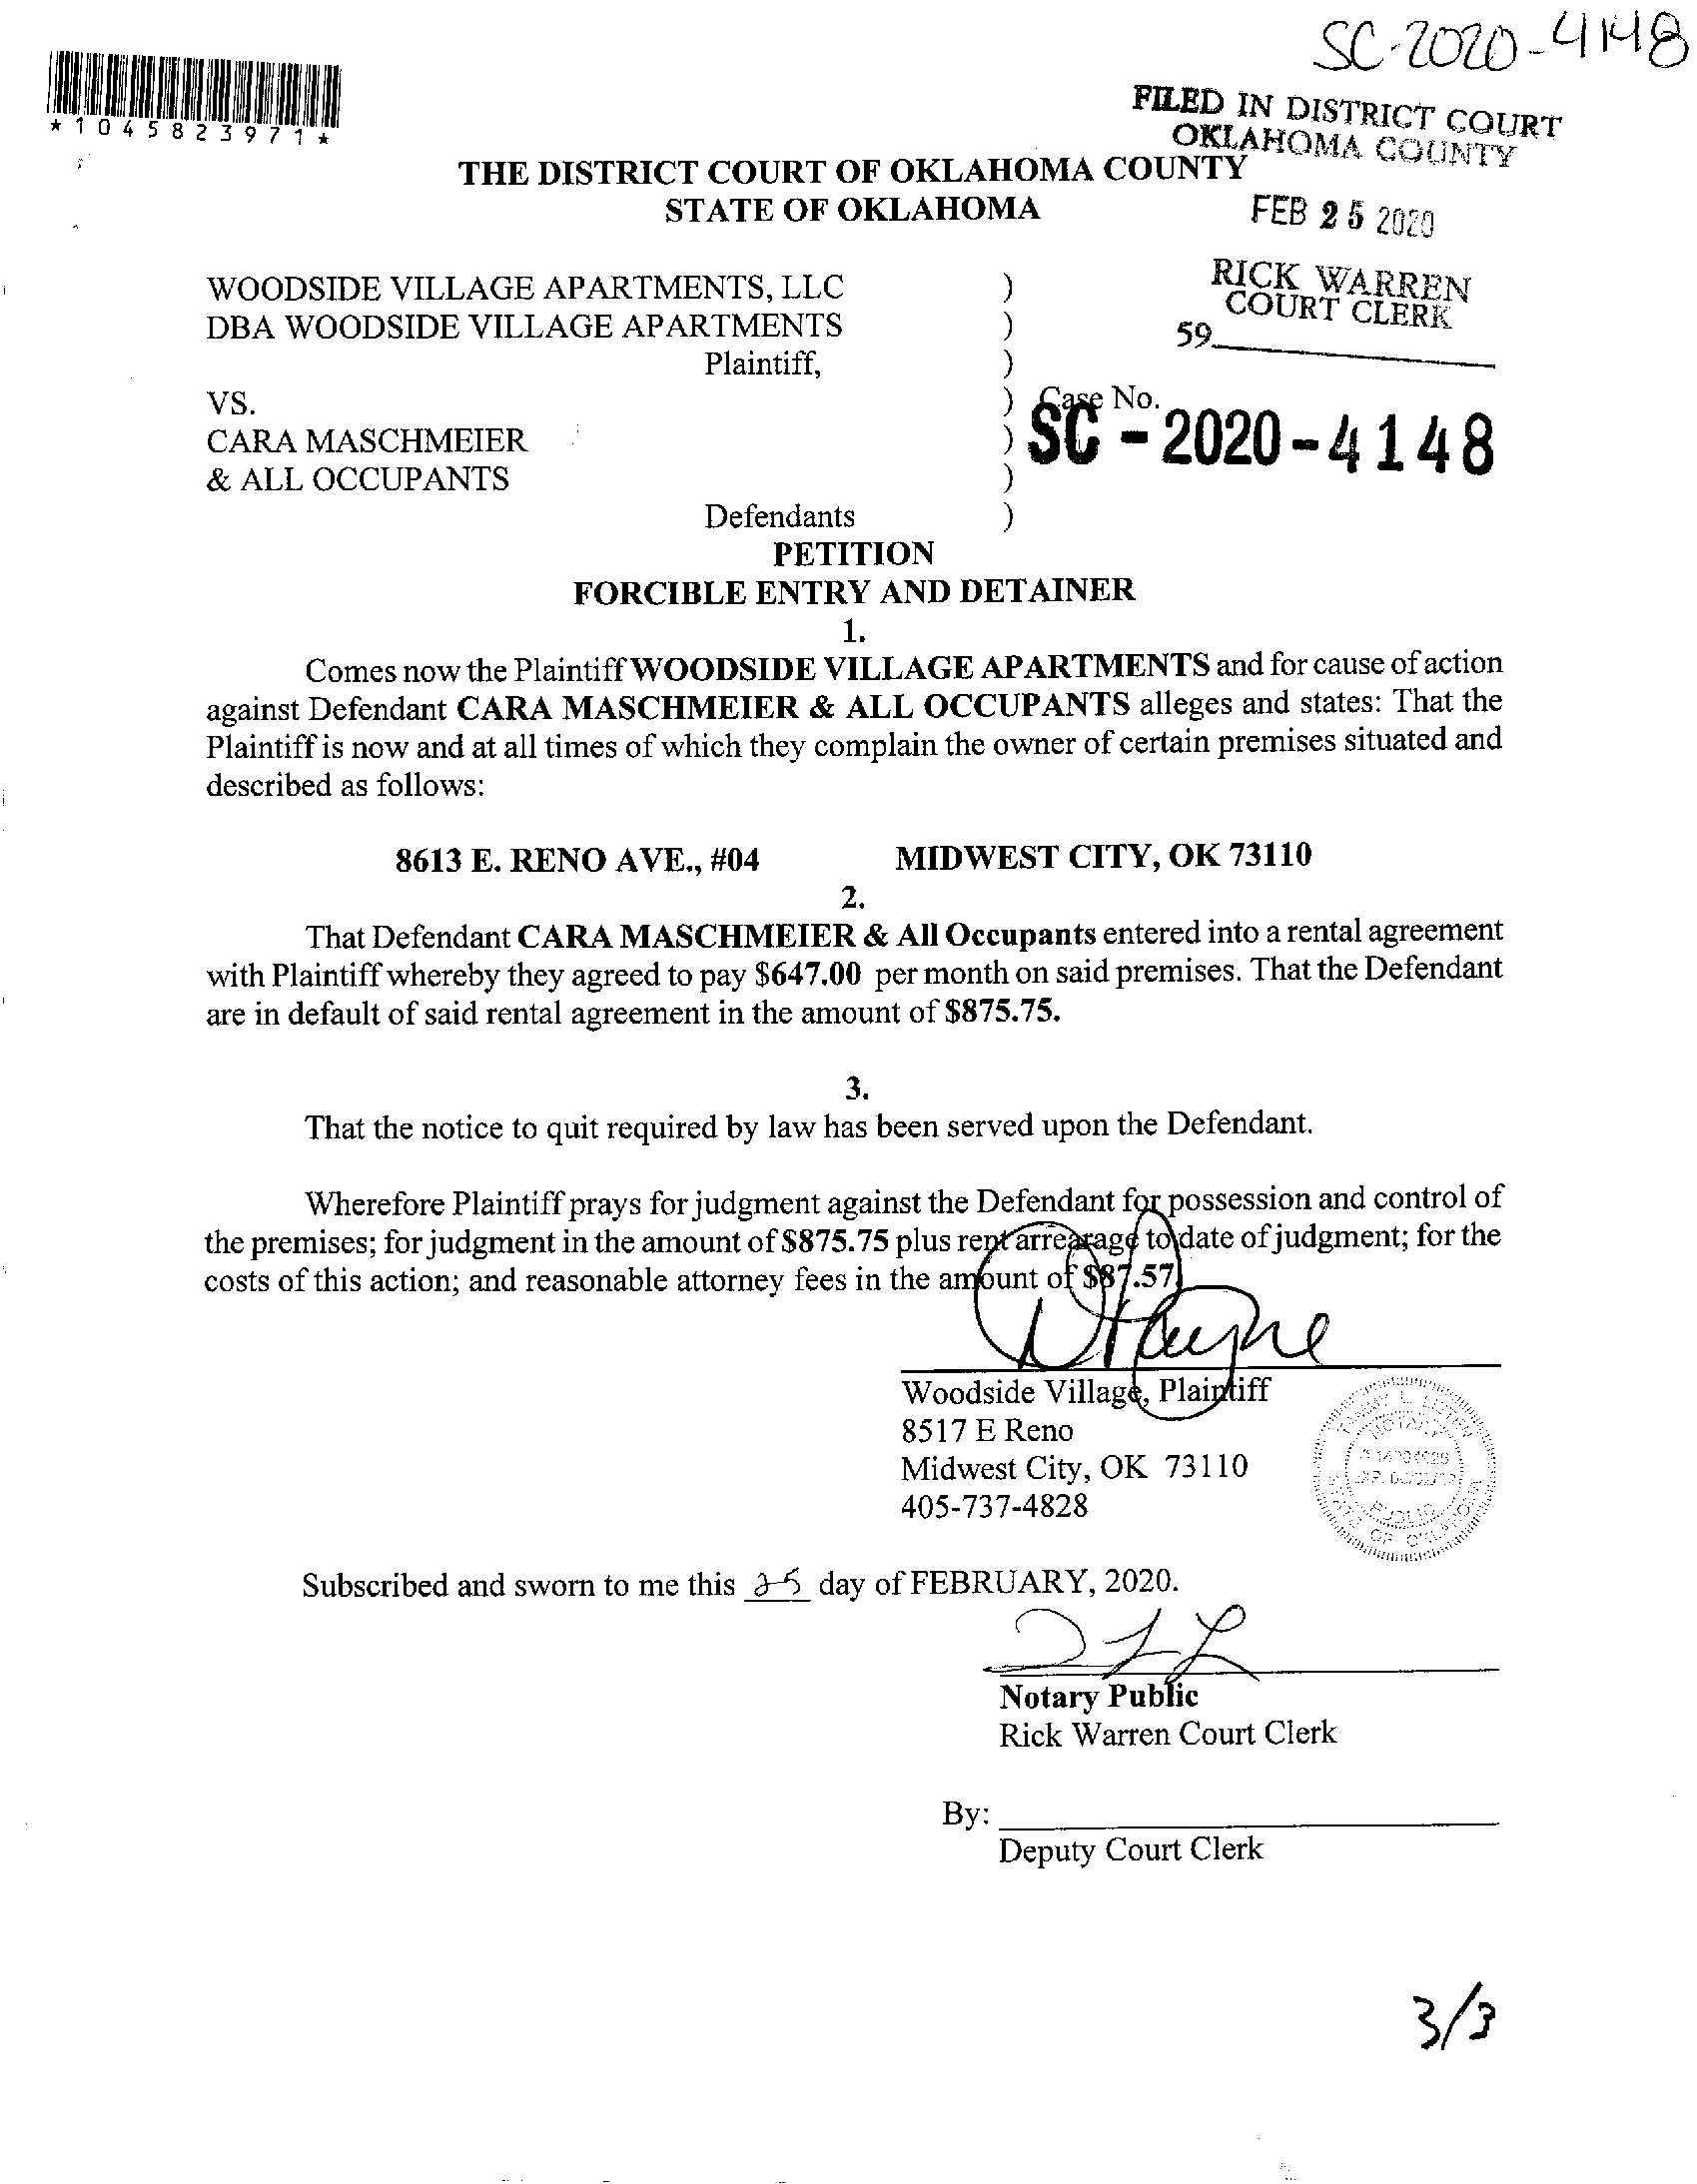 SC-2020-4148
*1045823971*
FILED IN DISTRICT COURT
OKLAHOMA COUNTY
THE DISTRICT COURT OF OKLAHOMA COUNTY
STATE OF OKLAHOMA
FEB 25 2020
WOODSIDE VILLAGE APARTMENTS, LLC )
RICK WARREN
COURT CLERK
DBA WOODSIDE VILLAGE APARTMENTS )
59
Plaintiff, )
VS. ) Case No.
CARA MASCHMEIER ) SC-2020-4148
& ALL OCCUPANTS )
Defendants )
PETITION
FORCIBLE ENTRY AND DETAINER
1.
Comes now the Plaintiff WOODSIDE VILLAGE APARTMENTS and for cause of action
against Defendant CARA MASCHMEIER & ALL OCCUPANTS alleges and states: That the
Plaintiff is now and at all times of which they complain the owner of certain premises situated and
described as follows:
8613 E. RENO AVE., #04 MIDWEST CITY, OK 73110
2.
That Defendant CARA MASCHMEIER & All Occupants entered into a rental agreement
with Plaintiff whereby they agreed to pay $647.00 per month on said premises. That the Defendant
are in default of said rental agreement in the amount of $875.75.
3.
That the notice to quit required by law has been served upon the Defendant.
Wherefore Plaintiff prays for judgment against the Defendant for possession and control of
the premises; for judgment in the amount of $875.75 plus rent arrearage to date of judgment; for the
costs of this action; and reasonable attorney fees in the amount of $87.57.
Woodside Village, Plaintiff
8517 E Reno
Midwest City, OK 73110
405-737-4828
NOTARY
PUBLIC
STATE OF OKLAHOMA
Subscribed and sworn to me this 25 day of FEBRUARY, 2020.
Notary Public
Rick Warren Court Clerk
By:
Deputy Court Clerk
3/3